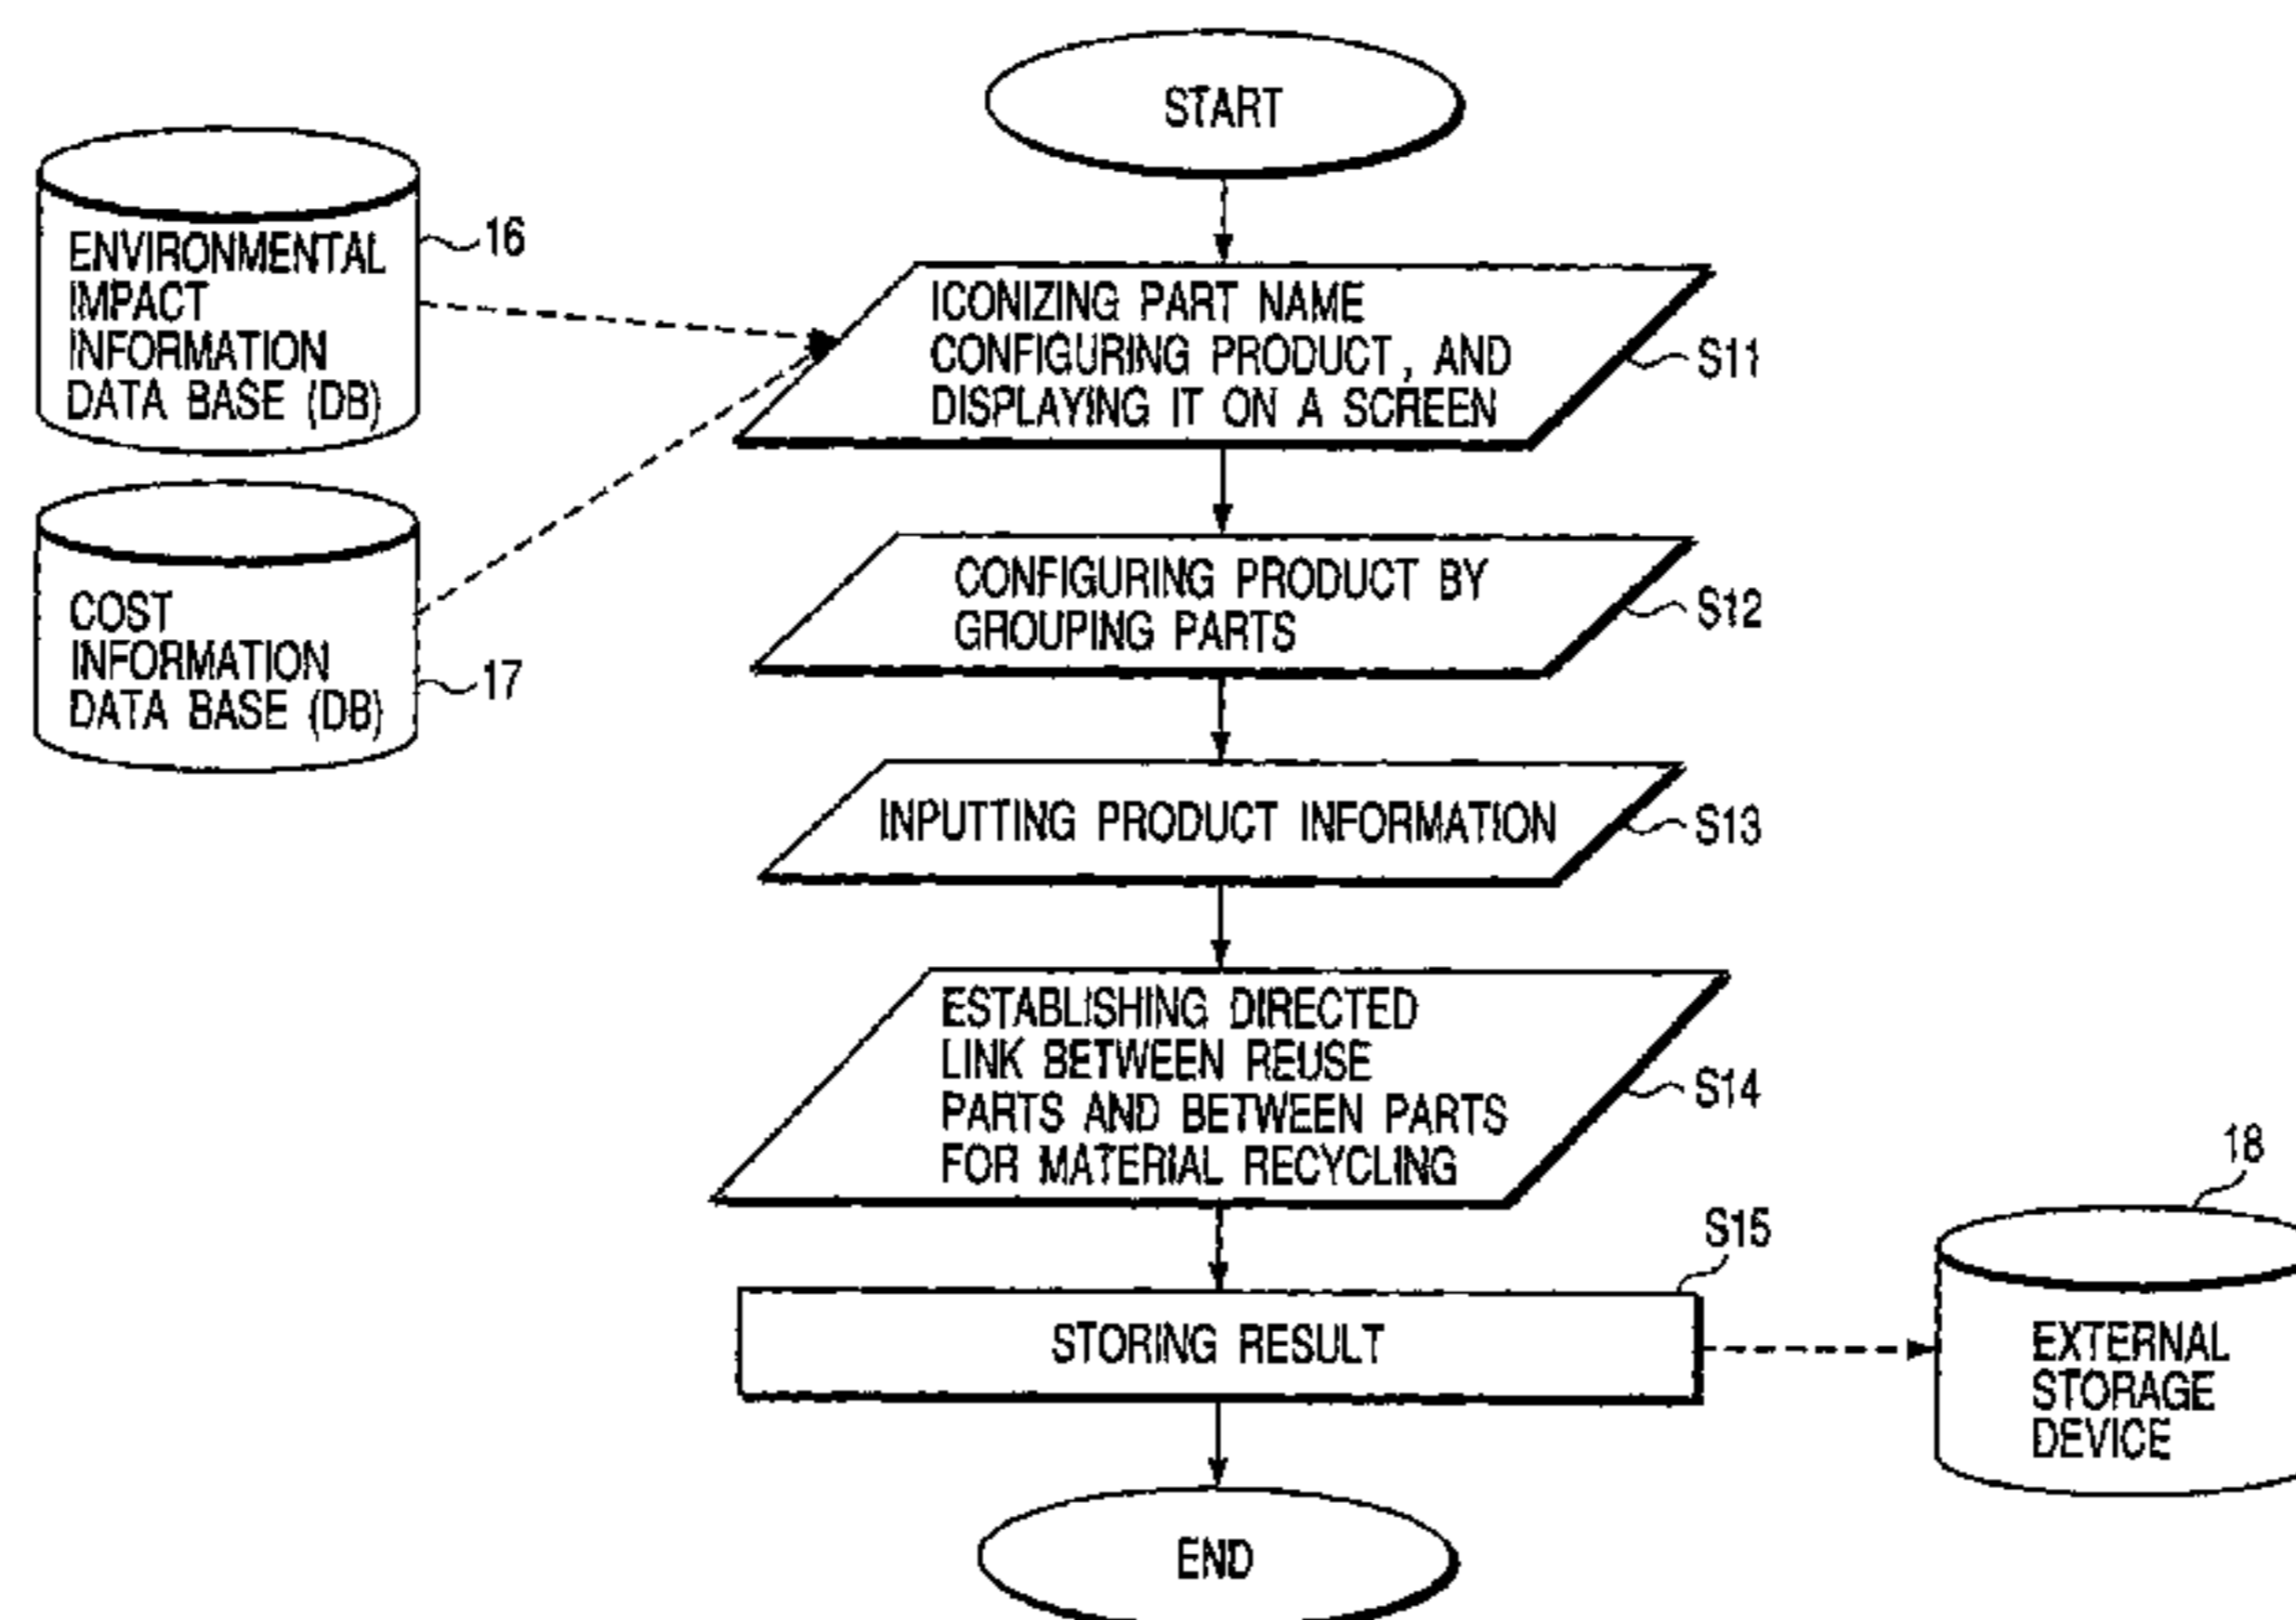 START
ENVIRONMENTAL
IMPACT
INFORMATION
DATA BASE (DB)
16
COST
INFORMATION
DATA BASE (DB)
17
ICONIZING PART NAME
CONFIGURING PRODUCT, AND
DISPLAYING IT ON A SCREEN
S11
CONFIGURING PRODUCT BY
GROUPING PARTS
S12
INPUTTING PRODUCT INFORMATION
S13
ESTABLISHING DIRECTED
LINK BETWEEN REUSE
PARTS AND BETWEEN PARTS
FOR MATERIAL RECYCLING
S14
STORING RESULT
S15
18
EXTERNAL
STORAGE
DEVICE
END